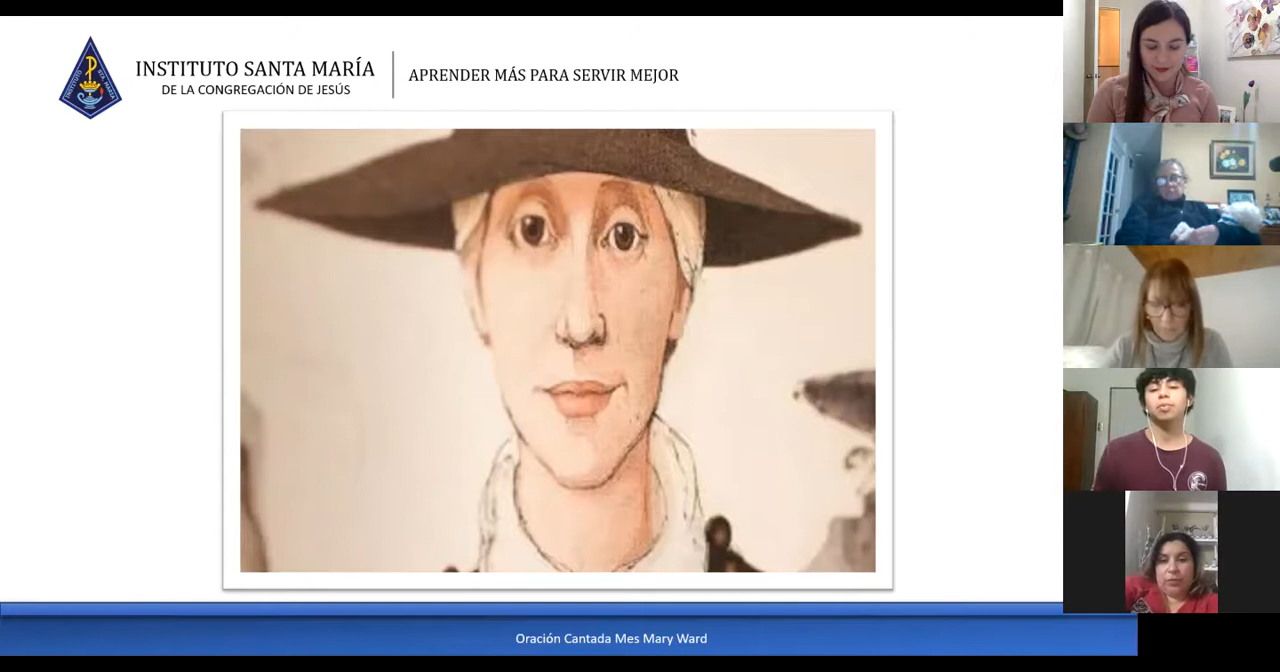 INSTITUTO SANTA MARÍA
DE LA CONGREGACIÓN DE JESÚS
APRENDER MÁS PARA SERVIR MEJOR
Oración Cantada Mes Mary Ward